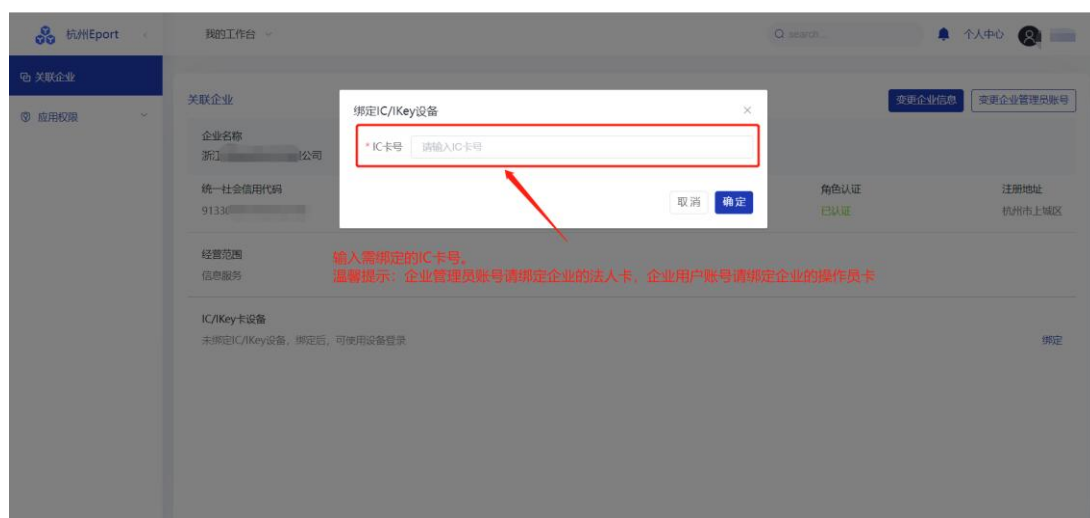 杭州Eport
我的工作台
search...
个人中心
关联企业
应用权限
关联企业
变更企业信息
变更企业管理员账号
企业名称
浙江
公司
绑定IC/IKey设备
* IC卡号
请输入IC卡号
取消
确定
统一社会信用代码
9133
角色认证
已认证
注册地址
杭州市上城区
经营范围
信息服务
输入需绑定的IC卡号。
温馨提示：企业管理员账号请绑定企业的法人卡，企业用户账号请绑定企业的操作员卡
IC/IKey卡设备
未绑定IC/IKey设备，绑定后，可使用设备登录
绑定